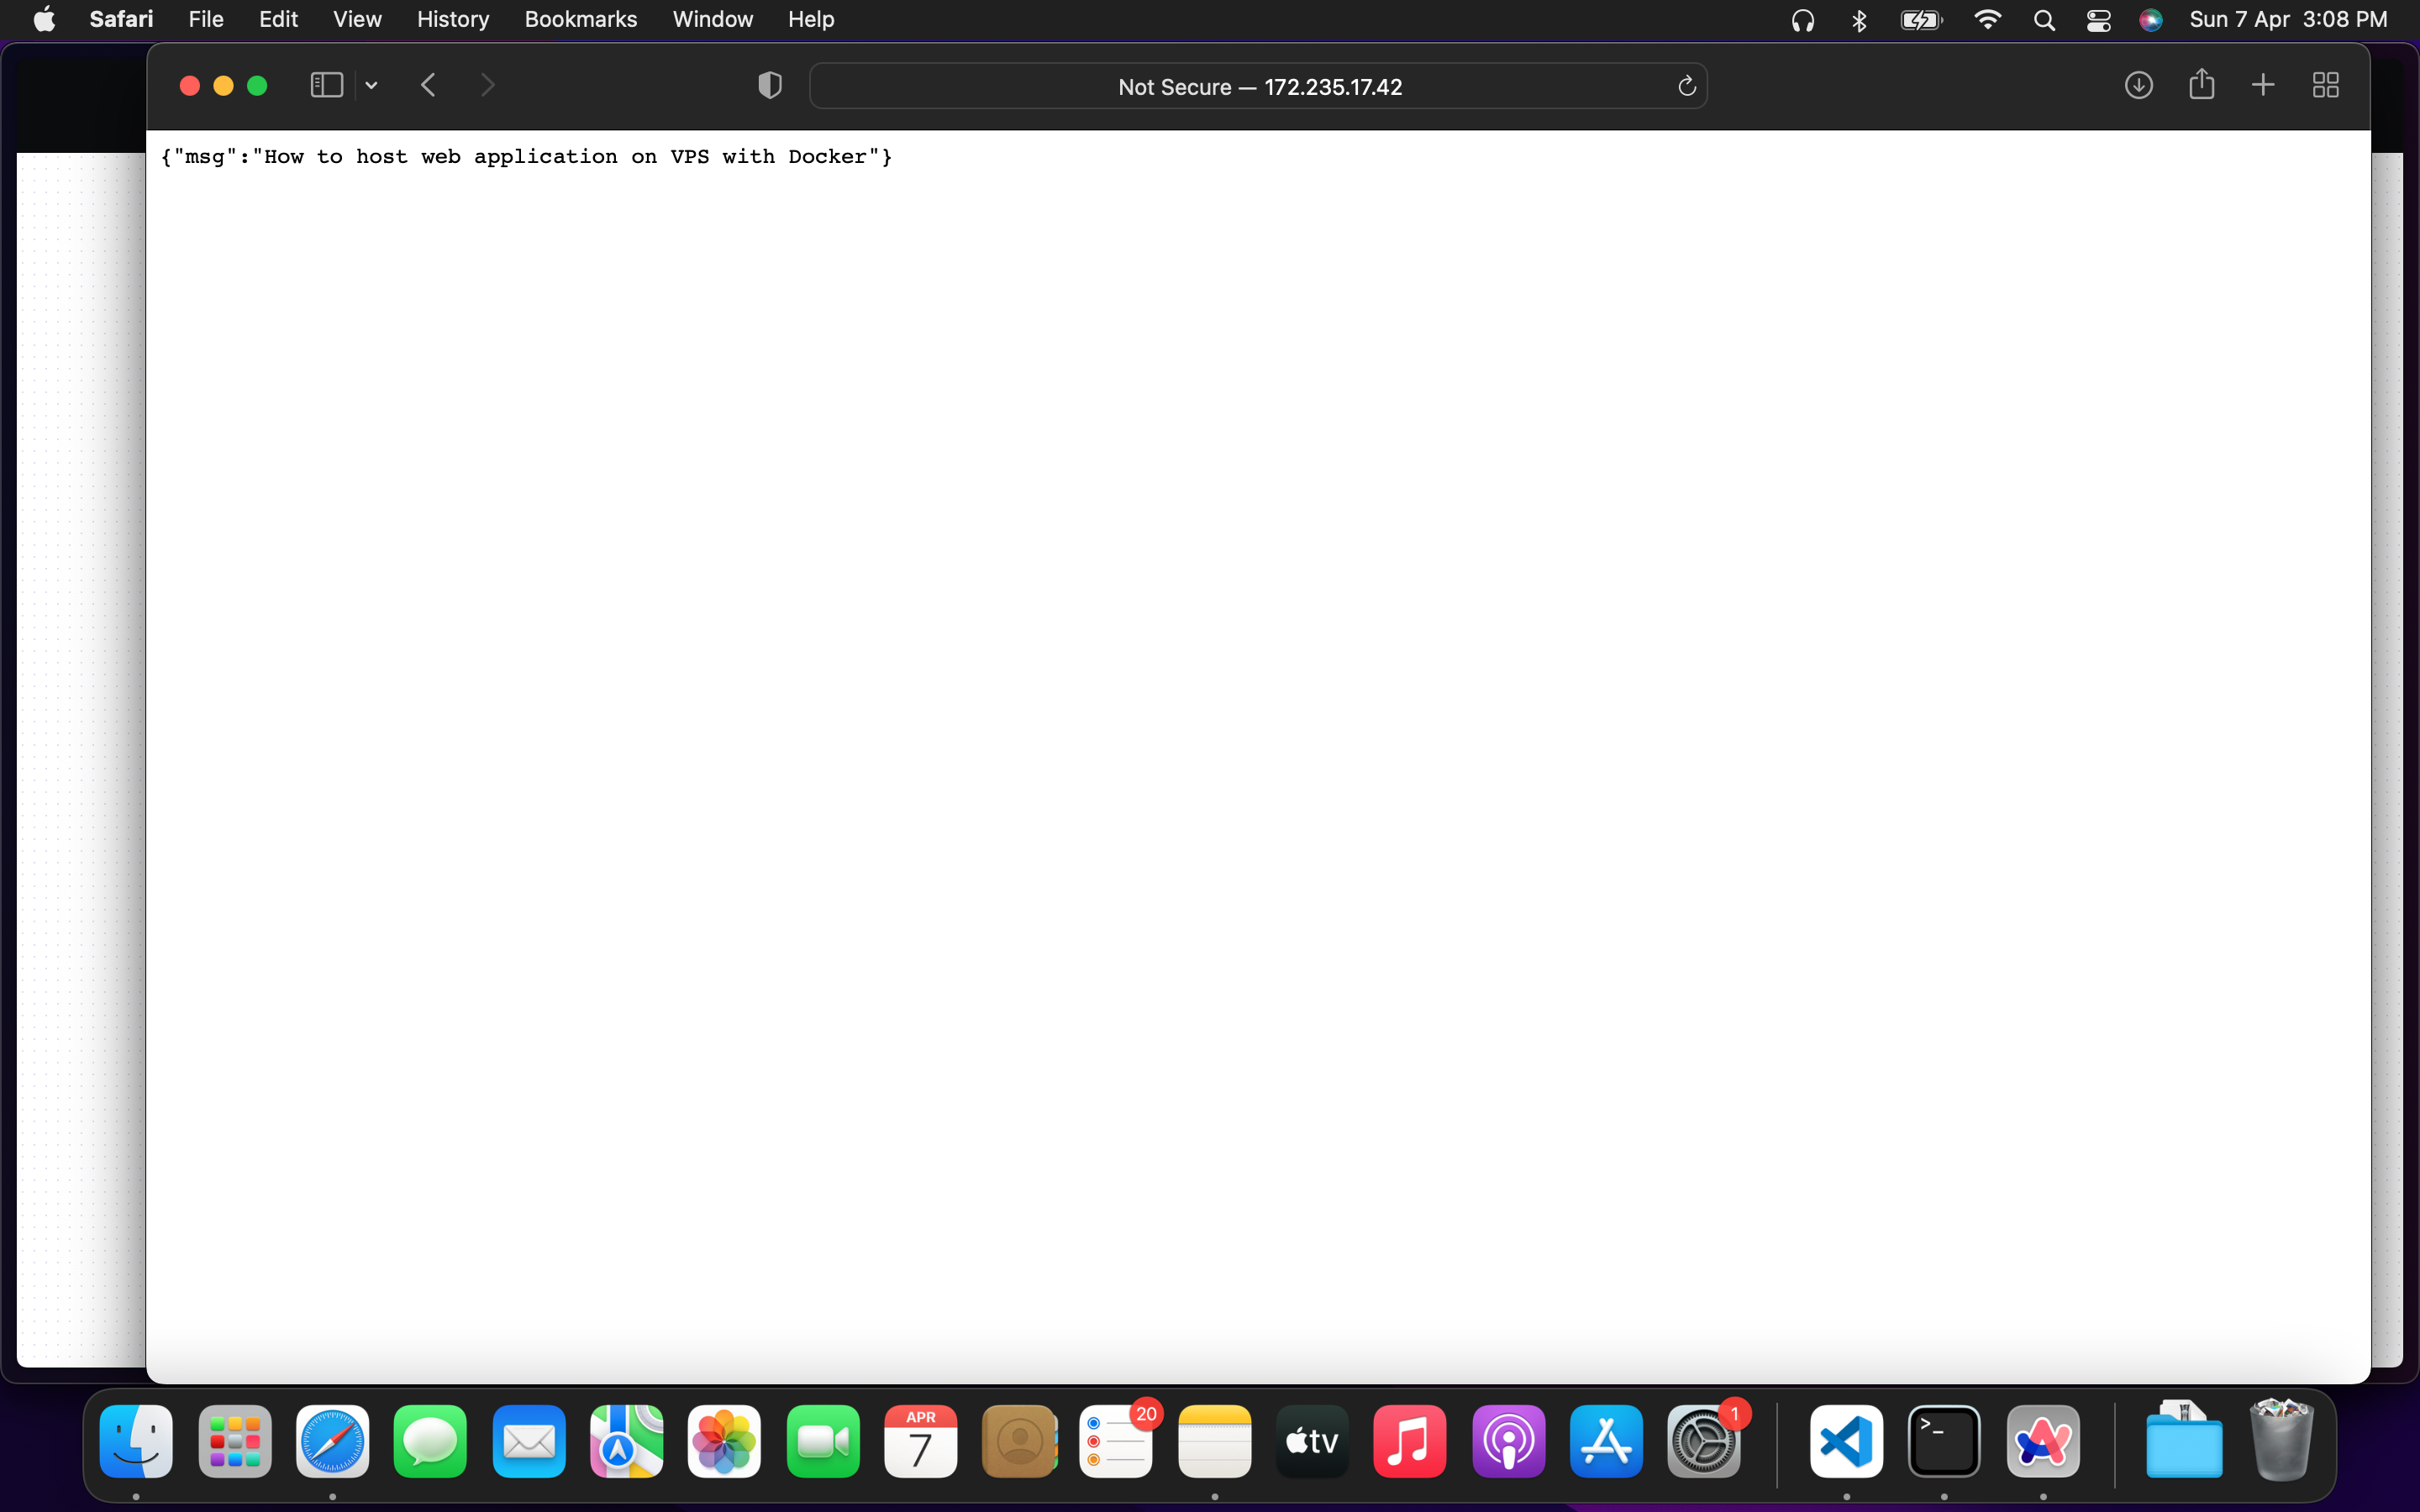 Safari File Edit View History Bookmarks Window Help Sun 7 Apr 3:08 PM
Not Secure — 172.235.17.42
{"msg":"How to host web application on VPS with Docker"}
APR
7
20
tv
1
>_